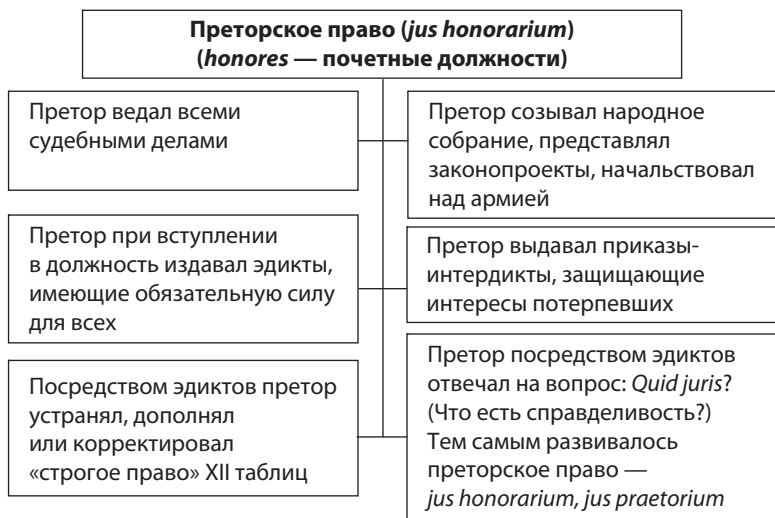 Преторское право (jus honorarium)
(honores — почетные должности)
Претор ведал всеми
судебными делами
Претор созывал народное
собрание, представлял
законопроекты, начальствовал
над армией
Претор при вступлении
в должность издавал эдикты,
имеющие обязательную силу
для всех
Претор выдавал приказы-
интердикты, защищающие
интересы потерпевших
Посредством эдиктов претор
устранял, дополнял
или корректировал
«строгое право» XII таблиц
Претор посредством эдиктов
отвечал на вопрос: Quid juris?
(Что есть справделивость?)
Тем самым развивалось
преторское право —
jus honorarium, jus praetorium